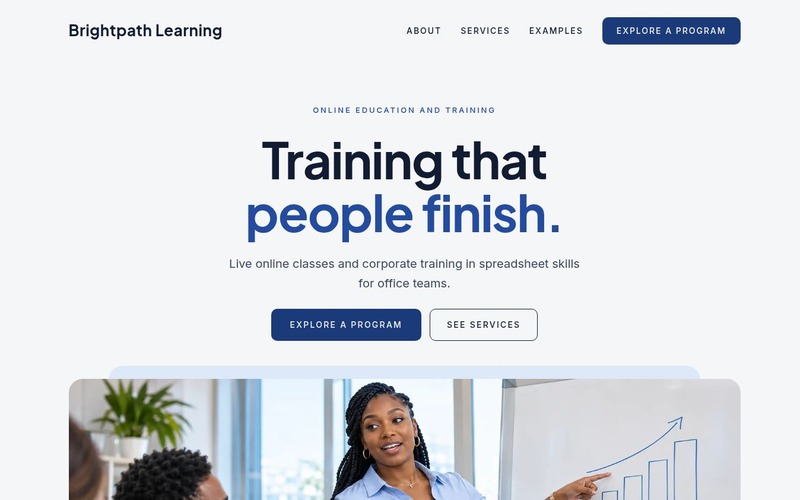 Brightpath Learning
ABOUT
SERVICES
EXAMPLES
EXPLORE A PROGRAM
ONLINE EDUCATION AND TRAINING
Training that
people finish.
Live online classes and corporate training in spreadsheet skills
for office teams.
EXPLORE A PROGRAM
SEE SERVICES